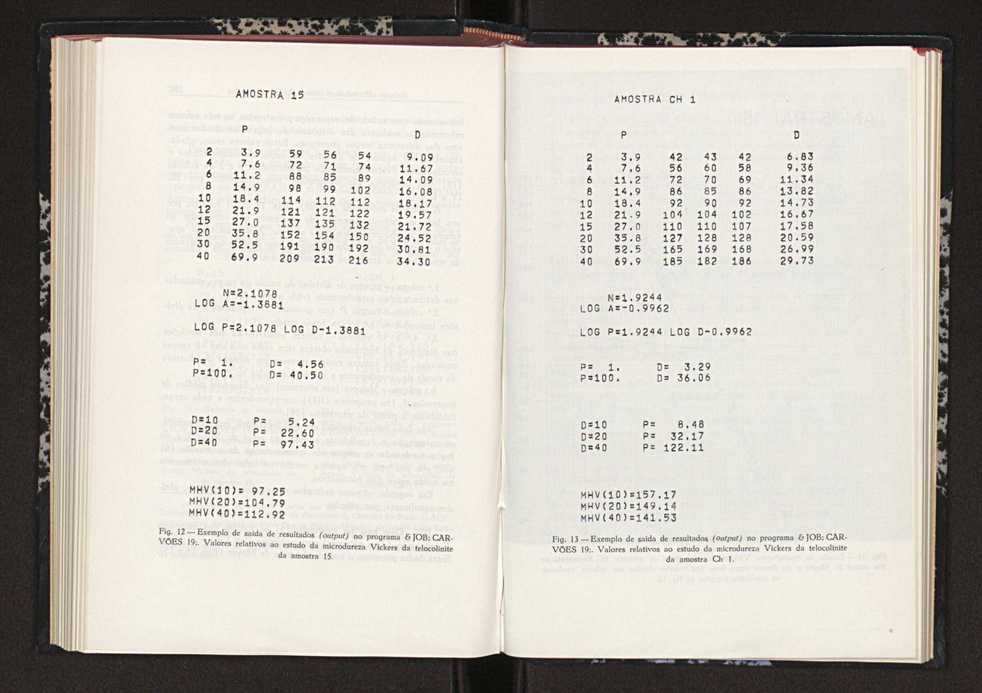 AMOSTRA 15
P D
2 3.9 59 56 54 9.09
4 7.6 72 71 74 11.67
6 11.2 88 85 89 14.09
8 14.9 98 99 102 16.08
10 18.4 114 112 112 18.17
12 21.9 121 121 122 19.57
15 27.0 137 135 132 21.72
20 35.8 152 154 150 24.52
30 52.5 191 190 192 30.81
40 69.9 209 213 216 34.30
N=2.1078
LOG A=-1.3881
LOG P=2.1078 LOG D-1.3881
P= 1. D= 4.56
P=100. D= 40.50
D=10 P= 5.24
D=20 P= 22.60
D=40 P= 97.43
MHV(10)= 97.25
MHV(20)=104.79
MHV(40)=112.92
Fig. 12 — Exemplo de saída de resultados (output) no programa & JOB; CAR-
VÕES 19;. Valores relativos ao estudo da microdureza Vickers da telocolinite
da amostra 15.
AMOSTRA CH 1
P D
2 3.9 42 43 42 6.83
4 7.6 56 60 58 9.36
6 11.2 72 70 69 11.34
8 14.9 86 85 86 13.82
10 18.4 92 90 92 14.73
12 21.9 104 104 102 16.67
15 27.0 110 110 107 17.58
20 35.8 127 128 128 20.59
30 52.5 165 169 168 26.99
40 69.9 185 182 186 29.73
N=1.9244
LOG A=-0.9962
LOG P=1.9244 LOG D-0.9962
P= 1. D= 3.29
P=100. D= 36.06
D=10 P= 8.48
D=20 P= 32.17
D=40 P= 122.11
MHV(10)=157.17
MHV(20)=149.14
MHV(40)=141.53
Fig. 13 — Exemplo de saída de resultados (output) no programa & JOB; CAR-
VÕES 19;. Valores relativos ao estudo da microdureza Vickers da telocolinite
da amostra Ch 1.